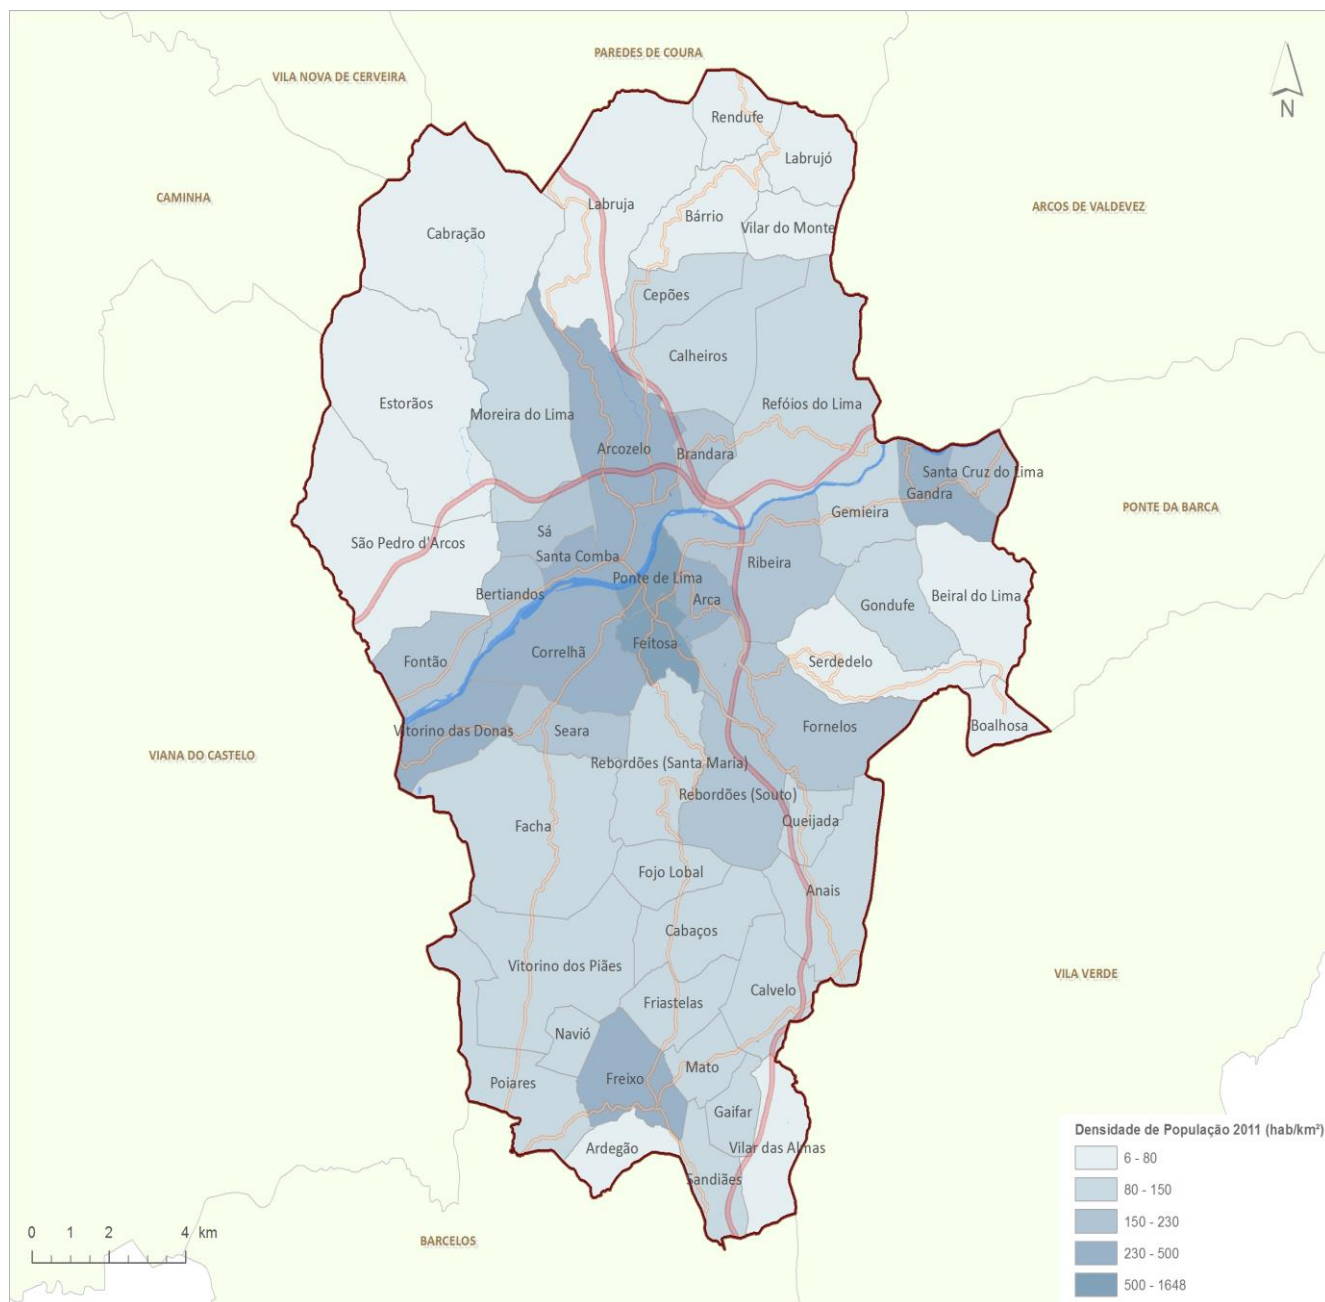 PAREDES DE COURA
VILA NOVA DE CERVEIRA
N
Rendufe
Labrujó
CAMINHA
Labruja
ARCOS DE VALDEVEZ
Bárrio
Vilar do Monte
Cabração
Cepões
Calheiros
Estorãos
Moreira do Lima
Refóios do Lima
Arcozelo
Brandara
Santa Cruz do Lima
Gandra
PONTE DA BARCA
Gemieira
Sá
São Pedro d'Arcos
Santa Comba
Ribeira
Ponte de Lima
Bertiandos
Beiral do Lima
Arca
Gondufe
Feitosa
Correlhã
Fontão
Serdedelo
Vitorino das Donas
Seara
Fornelos
Boalhosa
VIANA DO CASTELO
Rebordões (Santa Maria)
Rebordões (Souto)
Queijada
Facha
Fojo Lobal
Anais
Cabaços
Vitorino dos Piães
VILA VERDE
Calvelo
Friastelas
Navió
Mato
Freixo
Poiares
Gaifar
Ardegão
Vilar das Almas
Sandiães
BARCELOS
0 1 2 4 km
Densidade de População 2011 (hab/km²)
6 - 80
80 - 150
150 - 230
230 - 500
500 - 1648